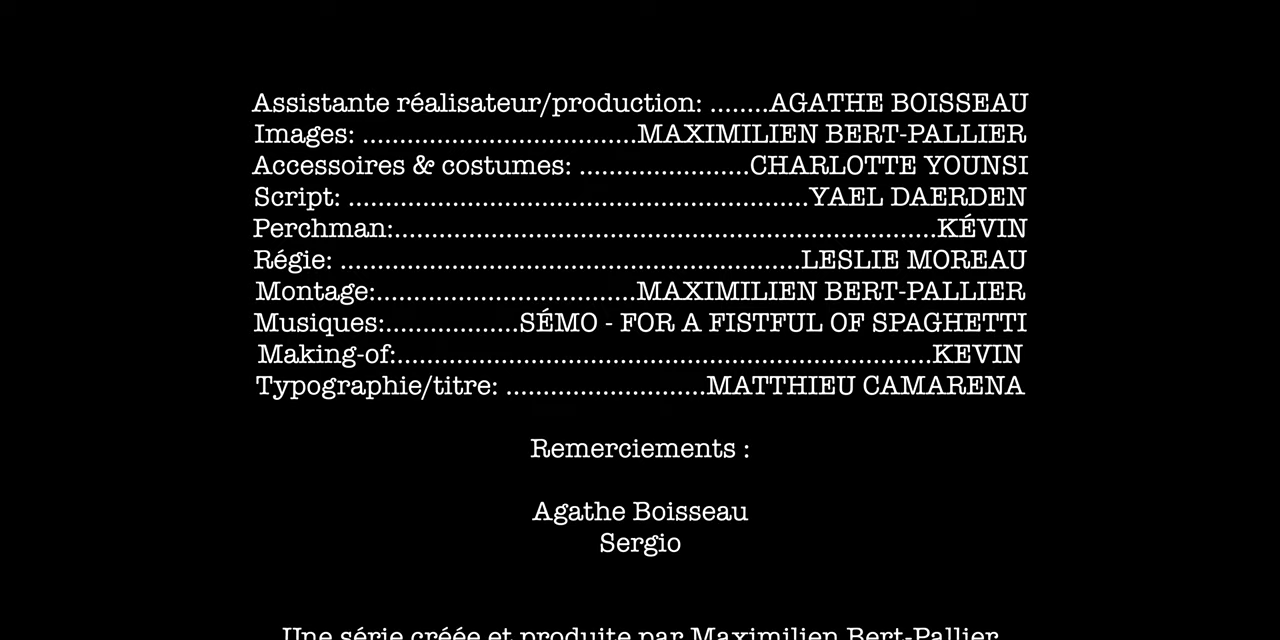 Assistante réalisateur/production: ........AGATHE BOISSEAU
Images: .....................................MAXIMILIEN BERT-PALLIER
Accessoires & costumes: .......................CHARLOTTE YOUNSI
Script: ..............................................................YAEL DAERDEN
Perchman:.........................................................................KÉVIN
Régie: ..............................................................LESLIE MOREAU
Montage:...................................MAXIMILIEN BERT-PALLIER
Musiques:..................SÉMO - FOR A FISTFUL OF SPAGHETTI
Making-of:........................................................................KEVIN
Typographie/titre: ...........................MATTHIEU CAMARENA
Remerciements :
Agathe Boisseau
Sergio
Une série créée et produite par Maximilien Bert-Pallier